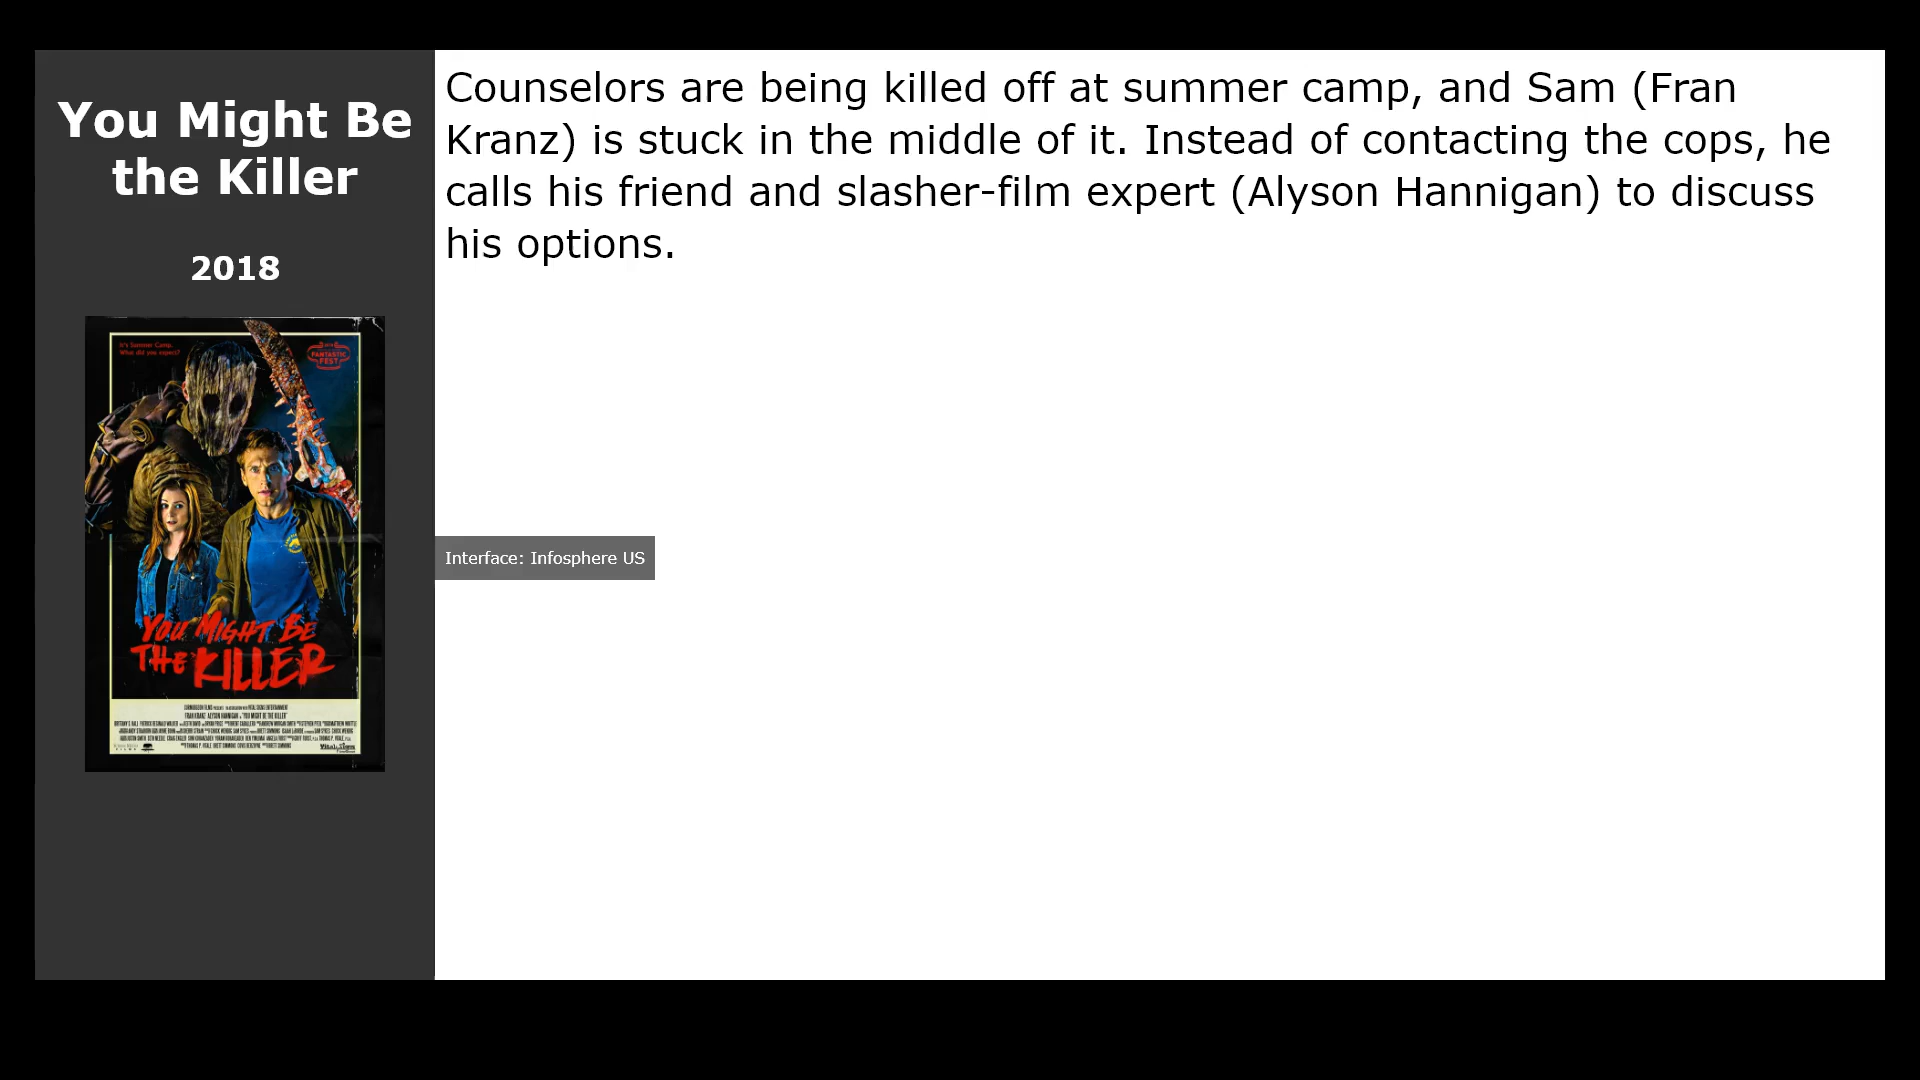 You Might Be
the Killer
2018
It's Summer Camp.
What did you expect?
FANTASTIC
FEST
YOU MIGHT BE
THE KILLER
Counselors are being killed off at summer camp, and Sam (Fran
Kranz) is stuck in the middle of it. Instead of contacting the cops, he
calls his friend and slasher-film expert (Alyson Hannigan) to discuss
his options.
Interface: Infosphere US